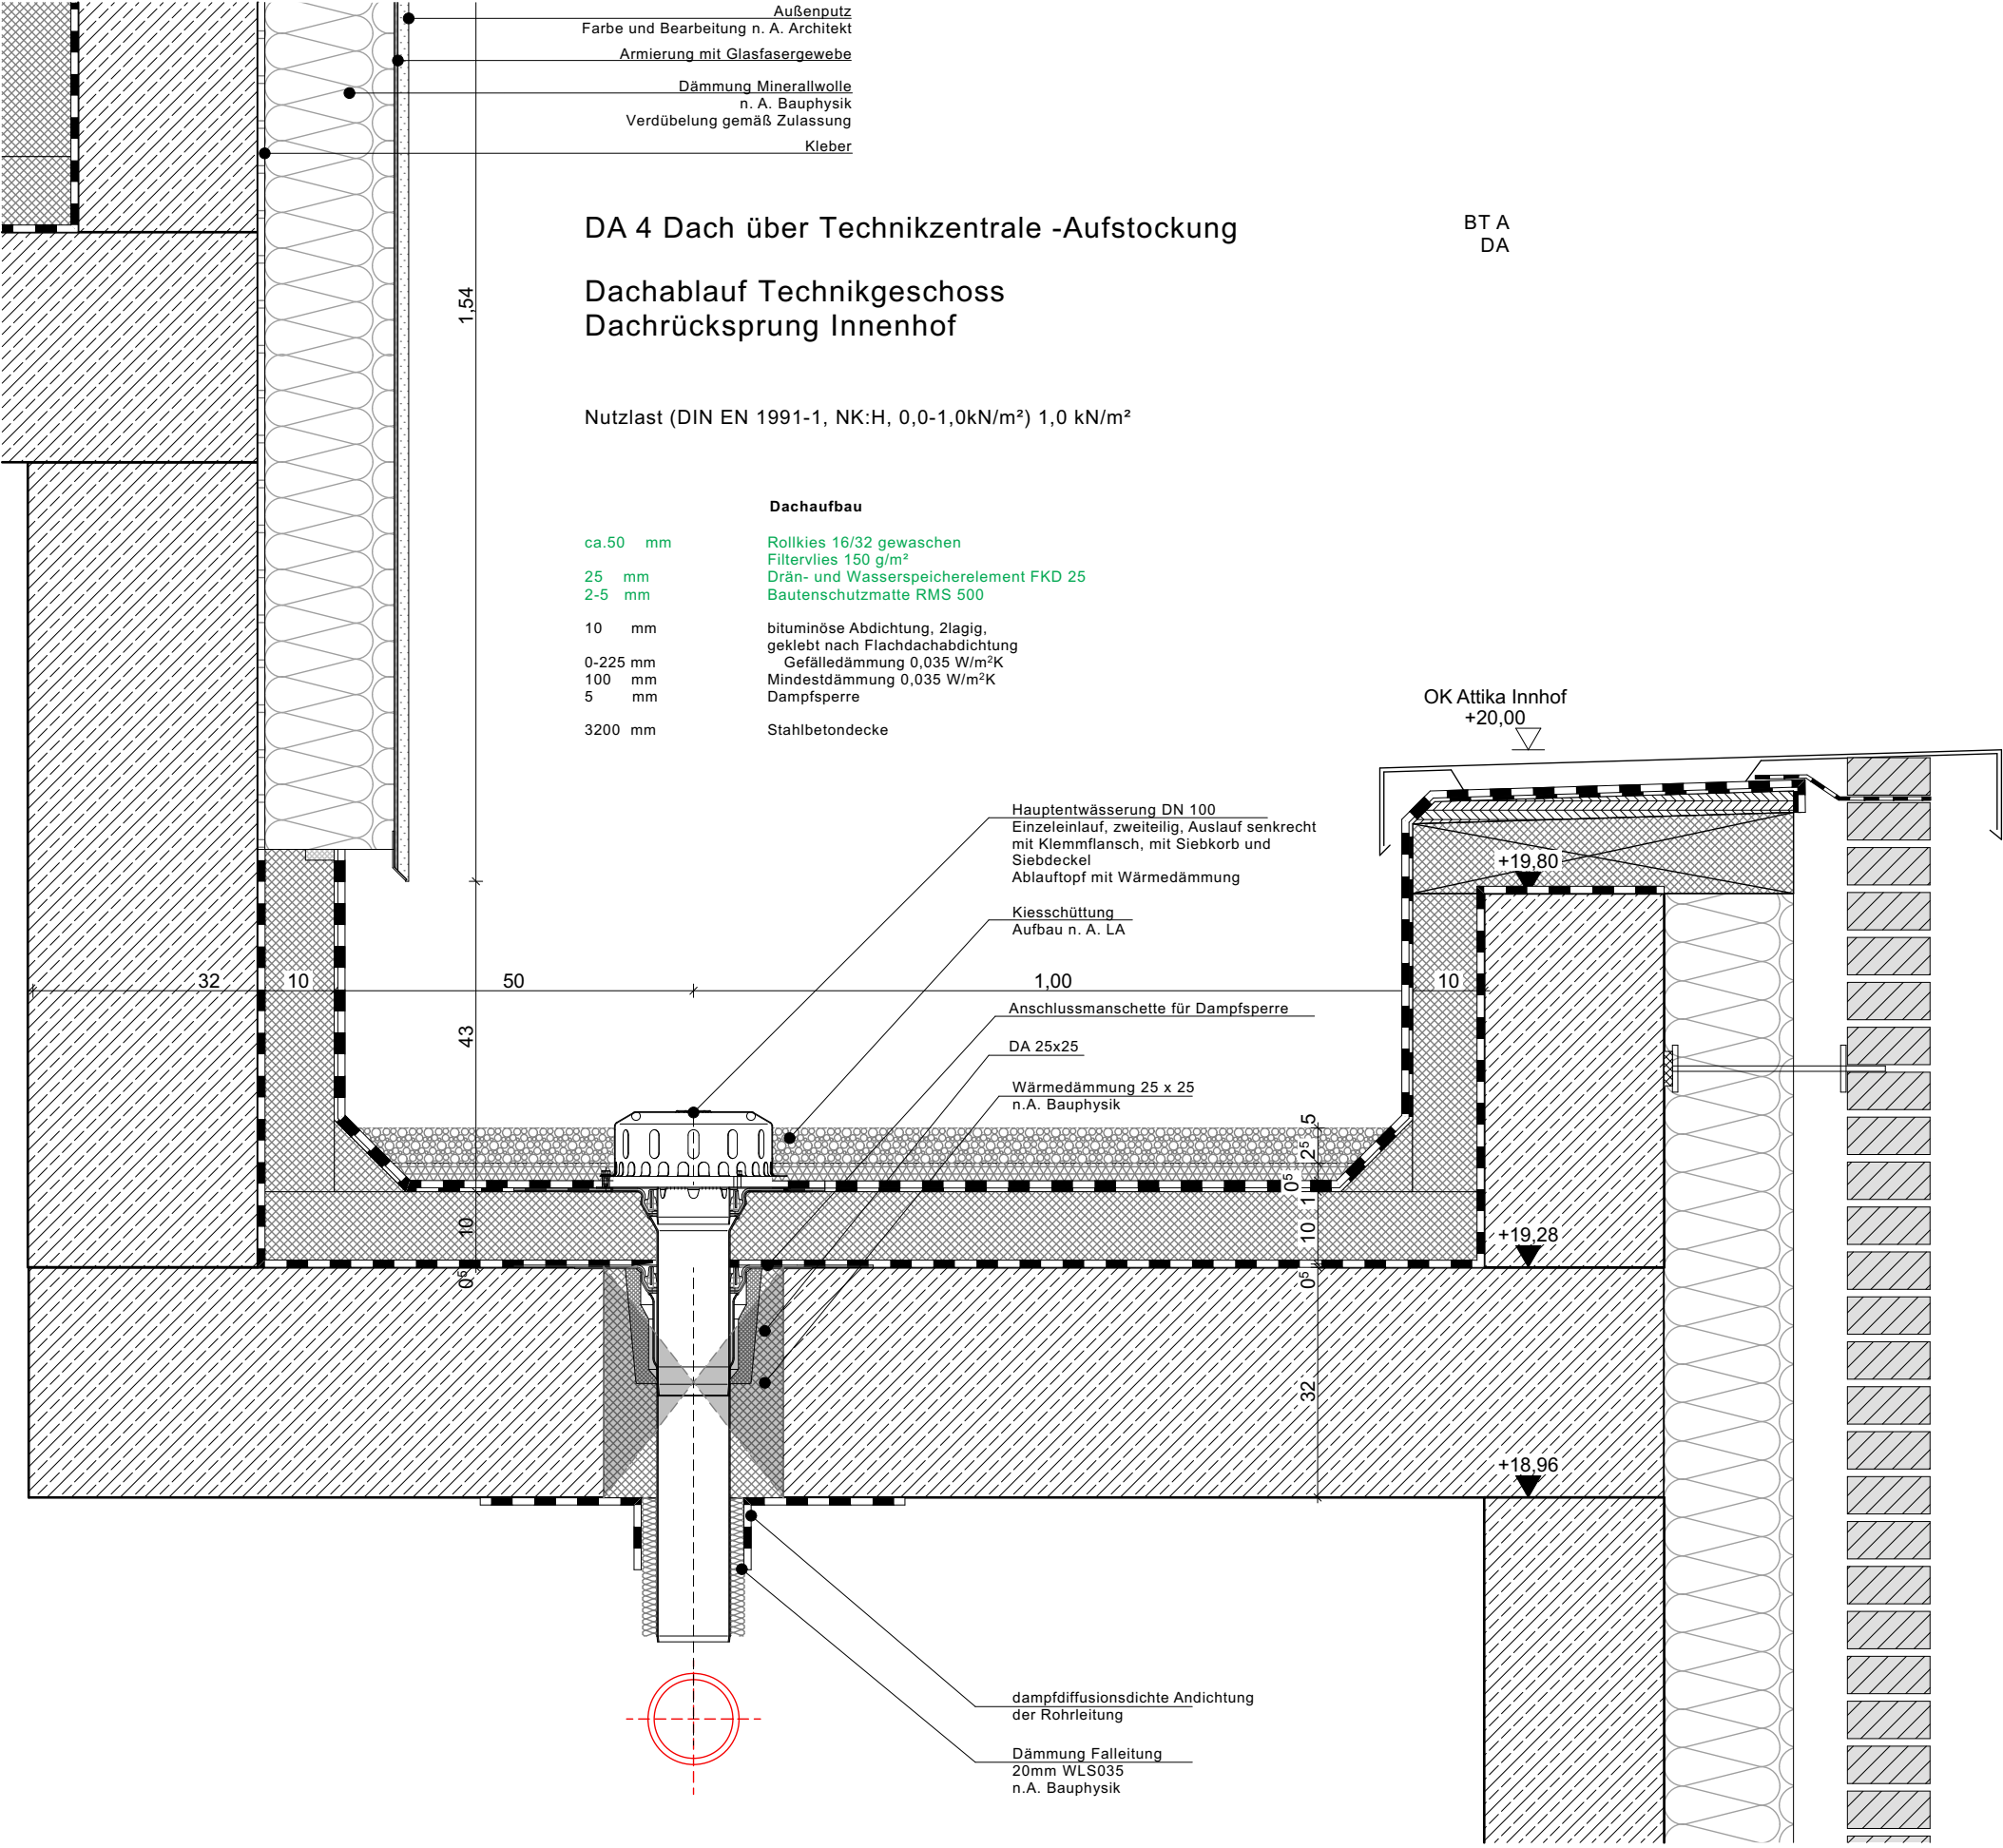 Außenputz
Farbe und Bearbeitung n. A. Architekt
Armierung mit Glasfasergewebe
Dämmung Minerallwolle
n. A. Bauphysik
Verdübelung gemäß Zulassung
Kleber
DA 4 Dach über Technikzentrale -Aufstockung
BT A
DA
Dachablauf Technikgeschoss
Dachrücksprung Innenhof
1,54
Nutzlast (DIN EN 1991-1, NK:H, 0,0-1,0kN/m²) 1,0 kN/m²
Dachaufbau
ca.50 mm Rollkies 16/32 gewaschen
Filtervlies 150 g/m²
25 mm Drän- und Wasserspeicherelement FKD 25
2-5 mm Bautenschutzmatte RMS 500
10 mm bituminöse Abdichtung, 2lagig,
geklebt nach Flachdachabdichtung
0-225 mm Gefälledämmung 0,035 W/m²K
100 mm Mindestdämmung 0,035 W/m²K
5 mm Dampfsperre
3200 mm Stahlbetondecke
OK Attika Innhof
+20,00
Hauptentwässerung DN 100
Einzeleinlauf, zweiteilig, Auslauf senkrecht
mit Klemmflansch, mit Siebkorb und
Siebdeckel
Ablauftopf mit Wärmedämmung
+19,80
Kiesschüttung
Aufbau n. A. LA
32 10 50 1,00 10
Anschlussmanschette für Dampfsperre
43
DA 25x25
Wärmedämmung 25 x 25
n.A. Bauphysik
5
2⁵
0⁵
1
10
10
+19,28
0⁵
0⁵
32
+18,96
dampfdiffusionsdichte Andichtung
der Rohrleitung
Dämmung Falleitung
20mm WLS035
n.A. Bauphysik